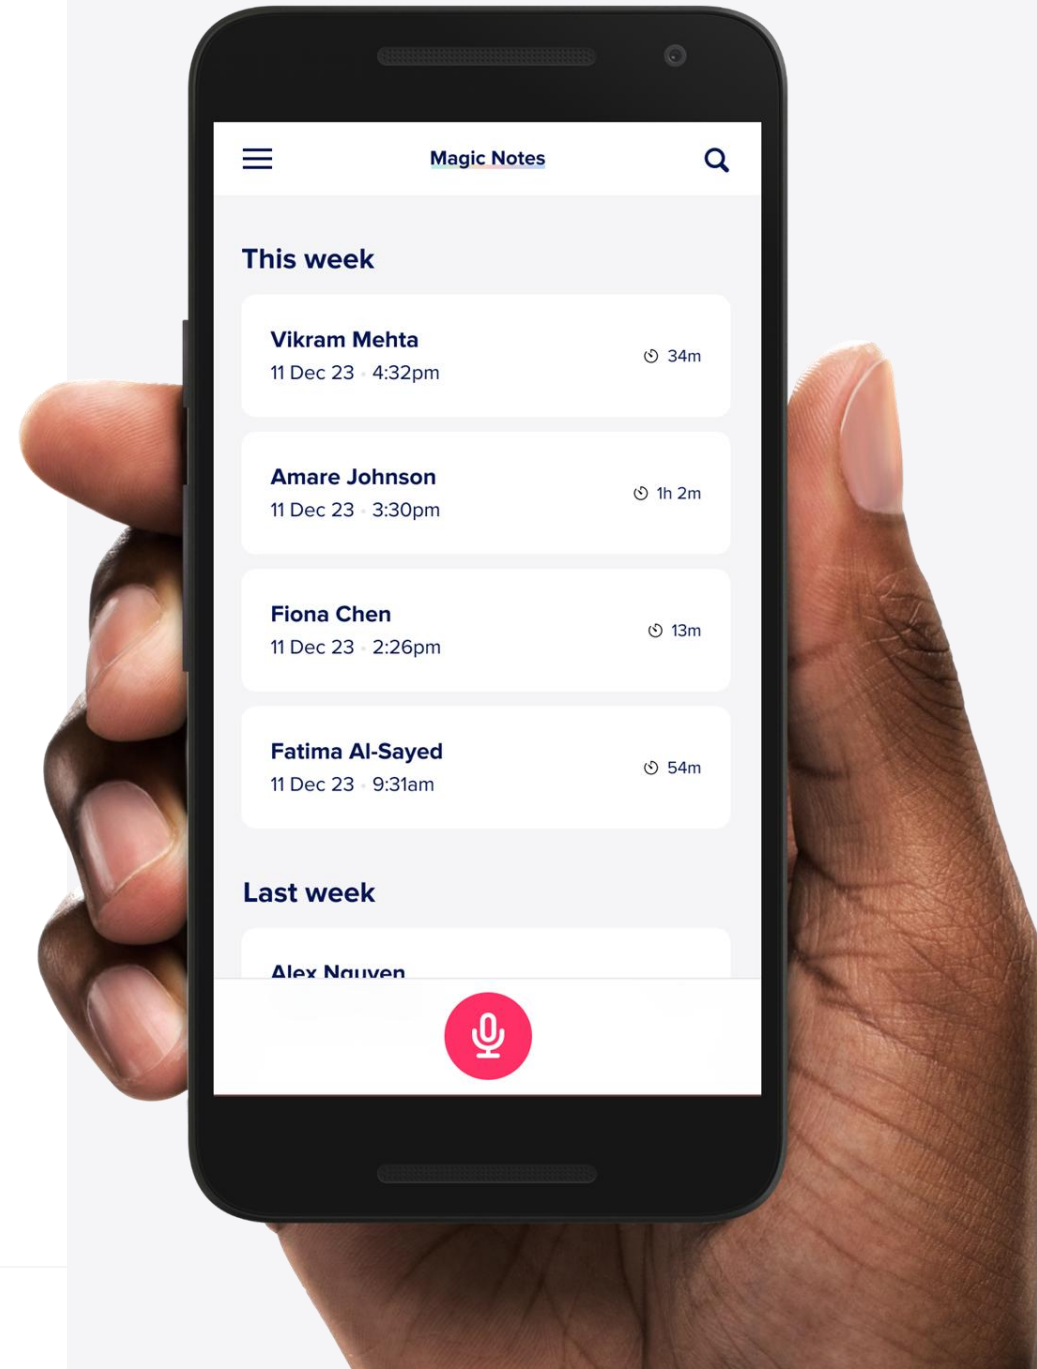 Magic Notes
This week
Vikram Mehta
11 Dec 23 4:32pm
34m
Amare Johnson
11 Dec 23 3:30pm
1h 2m
Fiona Chen
11 Dec 23 2:26pm
13m
Fatima Al-Sayed
11 Dec 23 9:31am
54m
Last week
Alex Nguyen